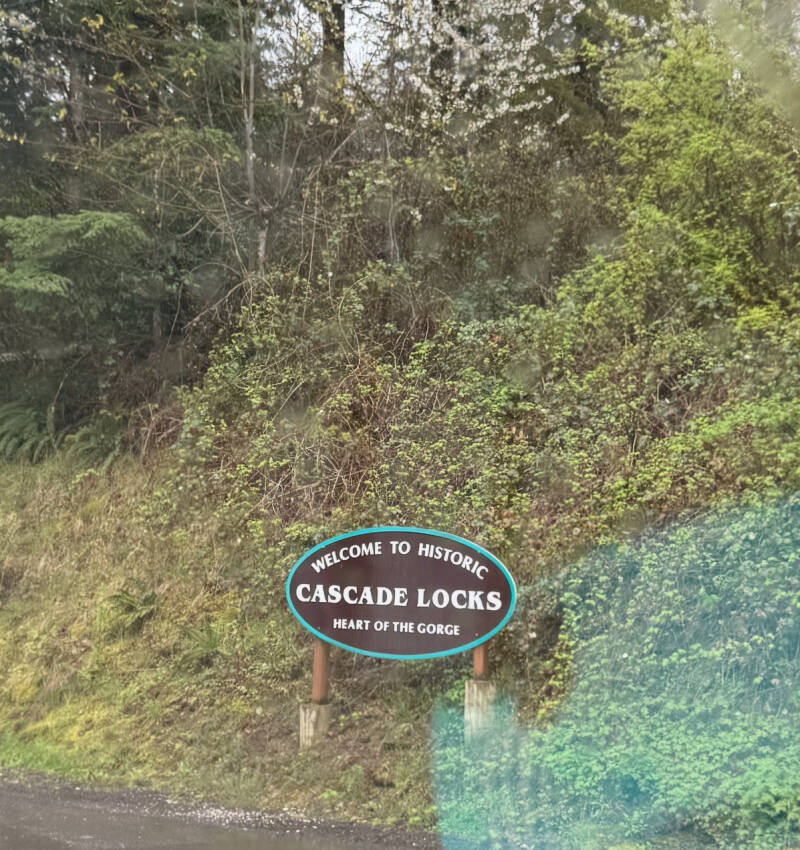 WELCOME TO HISTORIC
CASCADE LOCKS
HEART OF THE GORGE